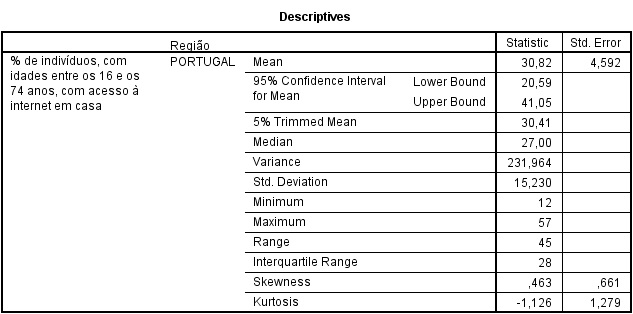 Descriptives
Região Statistic Std. Error
% de indivíduos, com PORTUGAL Mean 30,82 4,592
idades entre os 16 e os 95% Confidence Interval Lower Bound 20,59
74 anos, com acesso à for Mean Upper Bound 41,05
internet em casa
5% Trimmed Mean 30,41
Median 27,00
Variance 231,964
Std. Deviation 15,230
Minimum 12
Maximum 57
Range 45
Interquartile Range 28
Skewness ,463 ,661
Kurtosis -1,126 1,279